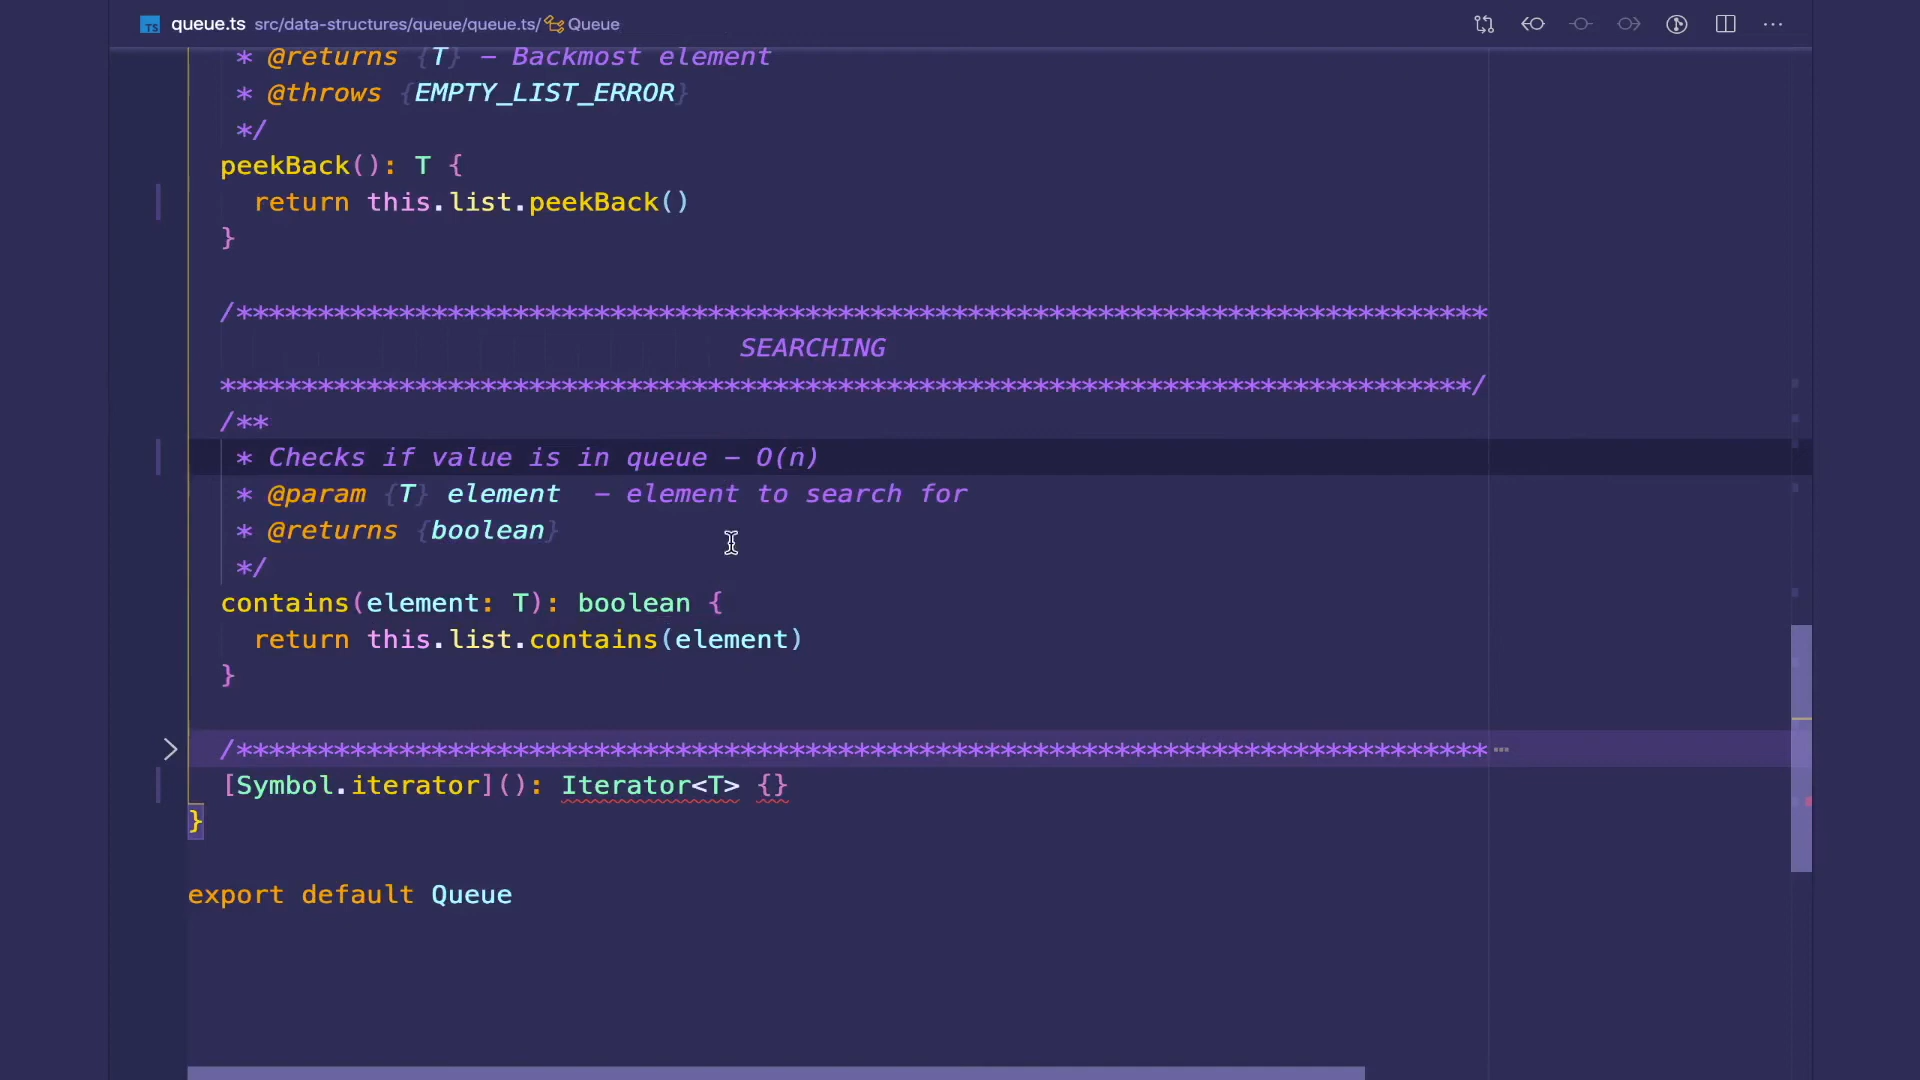 queue.ts src/data-structures/queue/queue.ts/ Queue
* @returns {T} – Backmost element
* @throws {EMPTY_LIST_ERROR}
*/
peekBack(): T {
return this.list.peekBack()
}
/*****************************************************************************
SEARCHING
*****************************************************************************/
/**
* Checks if value is in queue – O(n)
* @param {T} element  – element to search for
* @returns {boolean}
*/
contains(element: T): boolean {
return this.list.contains(element)
}
/*****************************************************************************
[Symbol.iterator](): Iterator<T> {}
}
export default Queue